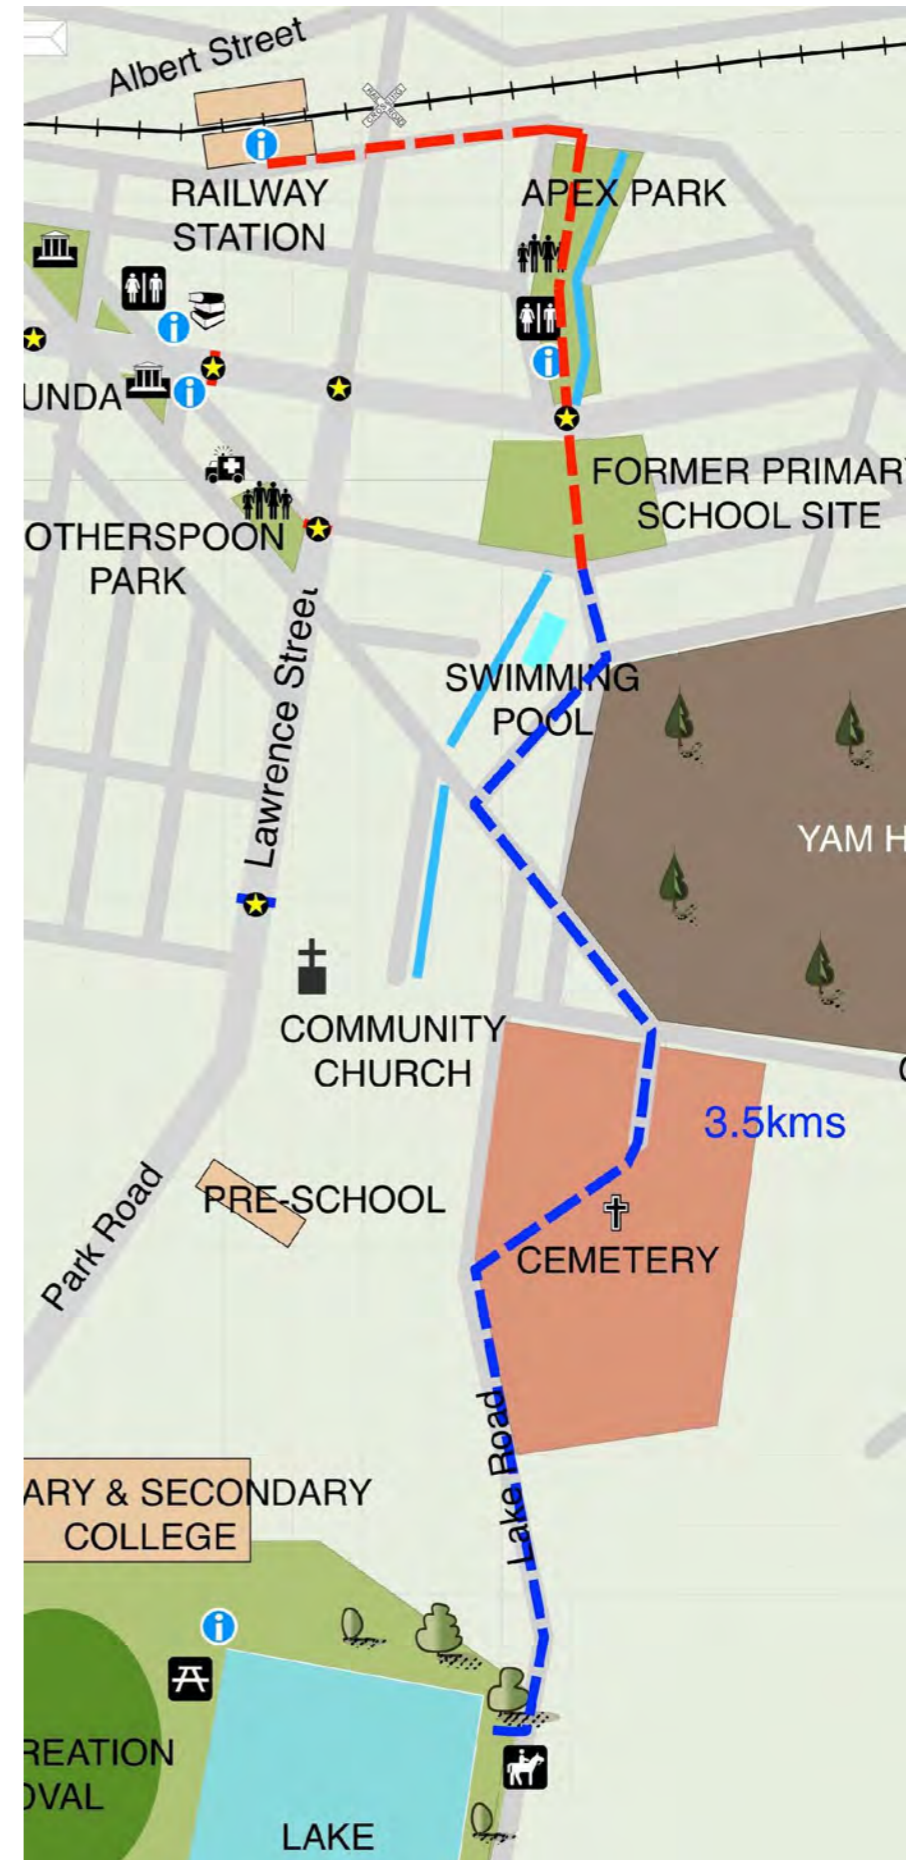 Albert Street
RAILWAY
STATION
APEX PARK
UNDA
FORMER PRIMAR
SCHOOL SITE
OTHERSPOON
PARK
Lawrence Street
SWIMMING
POOL
YAM H
COMMUNITY
CHURCH
3.5kms
PRE-SCHOOL
Park Road
CEMETERY
Lake Road
ARY & SECONDARY
COLLEGE
REATION
OVAL
LAKE